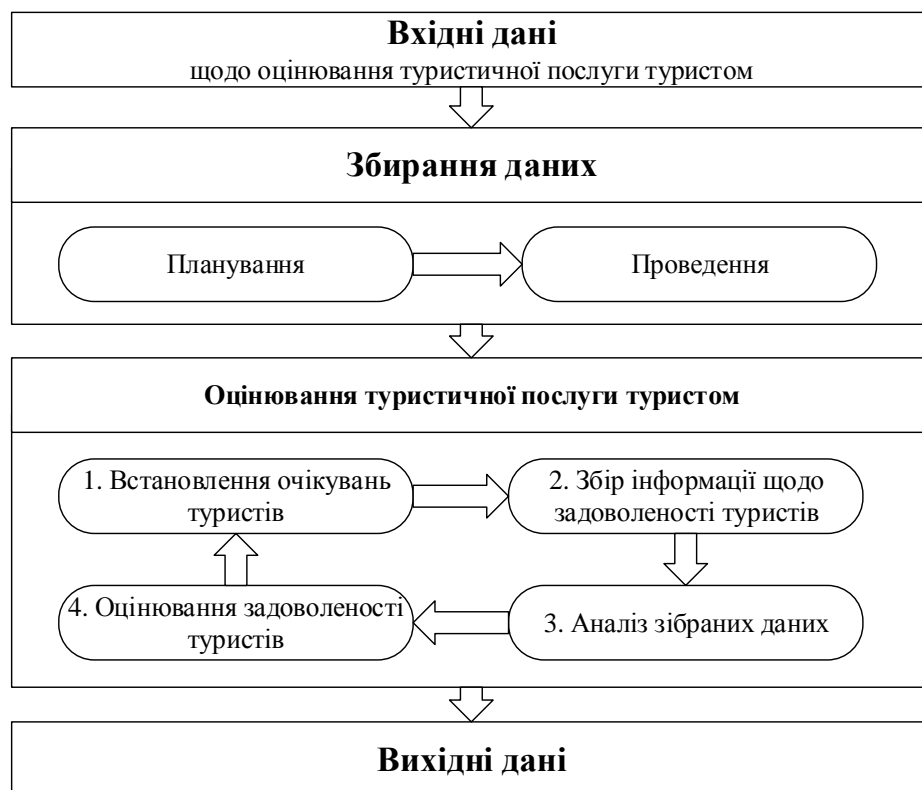 Вхідні дані
щодо оцінювання туристичної послуги туристом
Збирання даних
Планування
Проведення
Оцінювання туристичної послуги туристом
1. Встановлення очікувань
туристів
2. Збір інформації щодо
задоволеності туристів
4. Оцінювання задоволеності
туристів
3. Аналіз зібраних даних
Вихідні дані